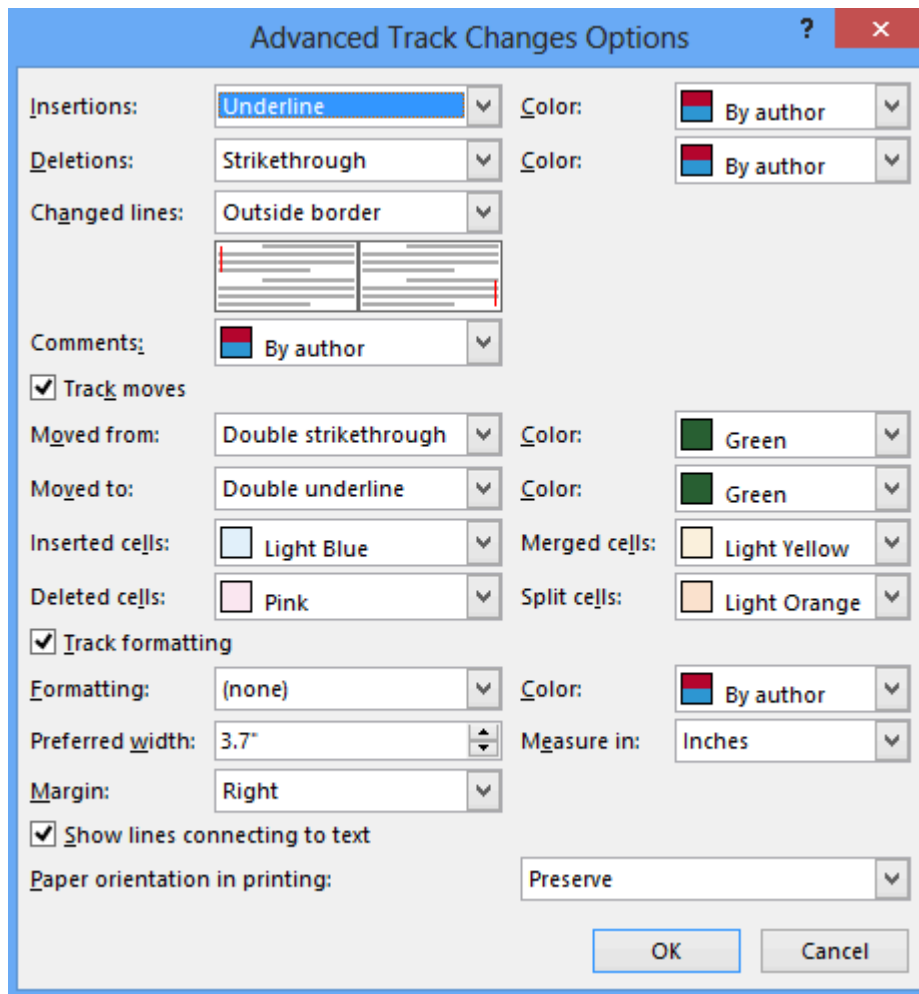 Advanced Track Changes Options ?
Insertions: Underline Color: By author
Deletions: Strikethrough Color: By author
Changed lines: Outside border
Comments: By author
Track moves
Moved from: Double strikethrough Color: Green
Moved to: Double underline Color: Green
Inserted cells: Light Blue Merged cells: Light Yellow
Deleted cells: Pink Split cells: Light Orange
Track formatting
Formatting: (none) Color: By author
Preferred width: 3.7" Measure in: Inches
Margin: Right
Show lines connecting to text
Paper orientation in printing: Preserve
OK Cancel